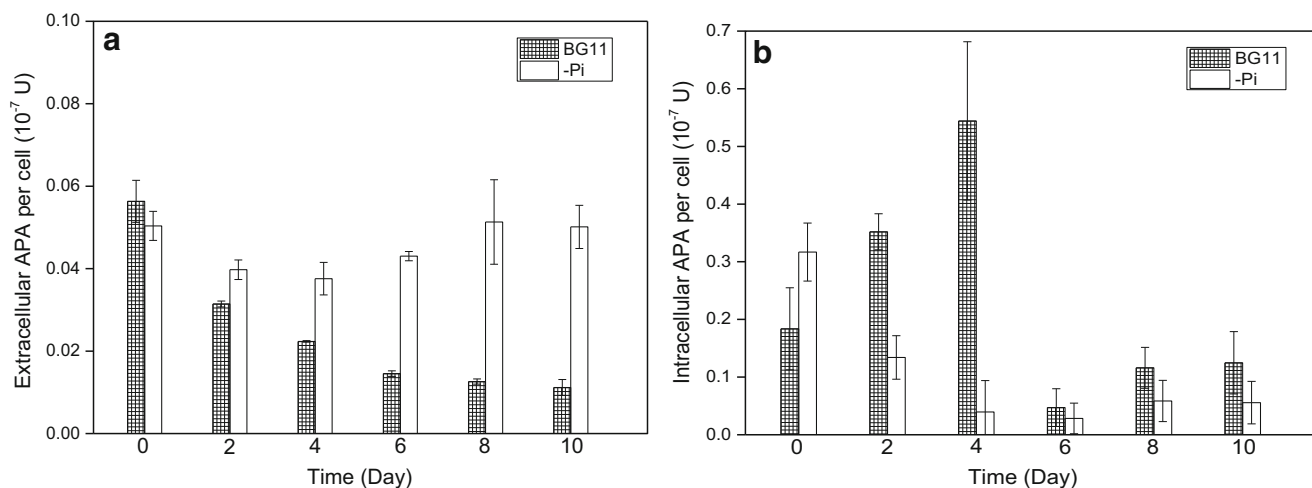 a
BG11
-Pi
Extracellular APA per cell (10⁻⁷ U)
0.10
0.08
0.06
0.04
0.02
0.00
0 2 4 6 8 10
Time (Day)
b
BG11
-Pi
Intracellular APA per cell (10⁻⁷ U)
0.7
0.6
0.5
0.4
0.3
0.2
0.1
0.0
0 2 4 6 8 10
Time (Day)